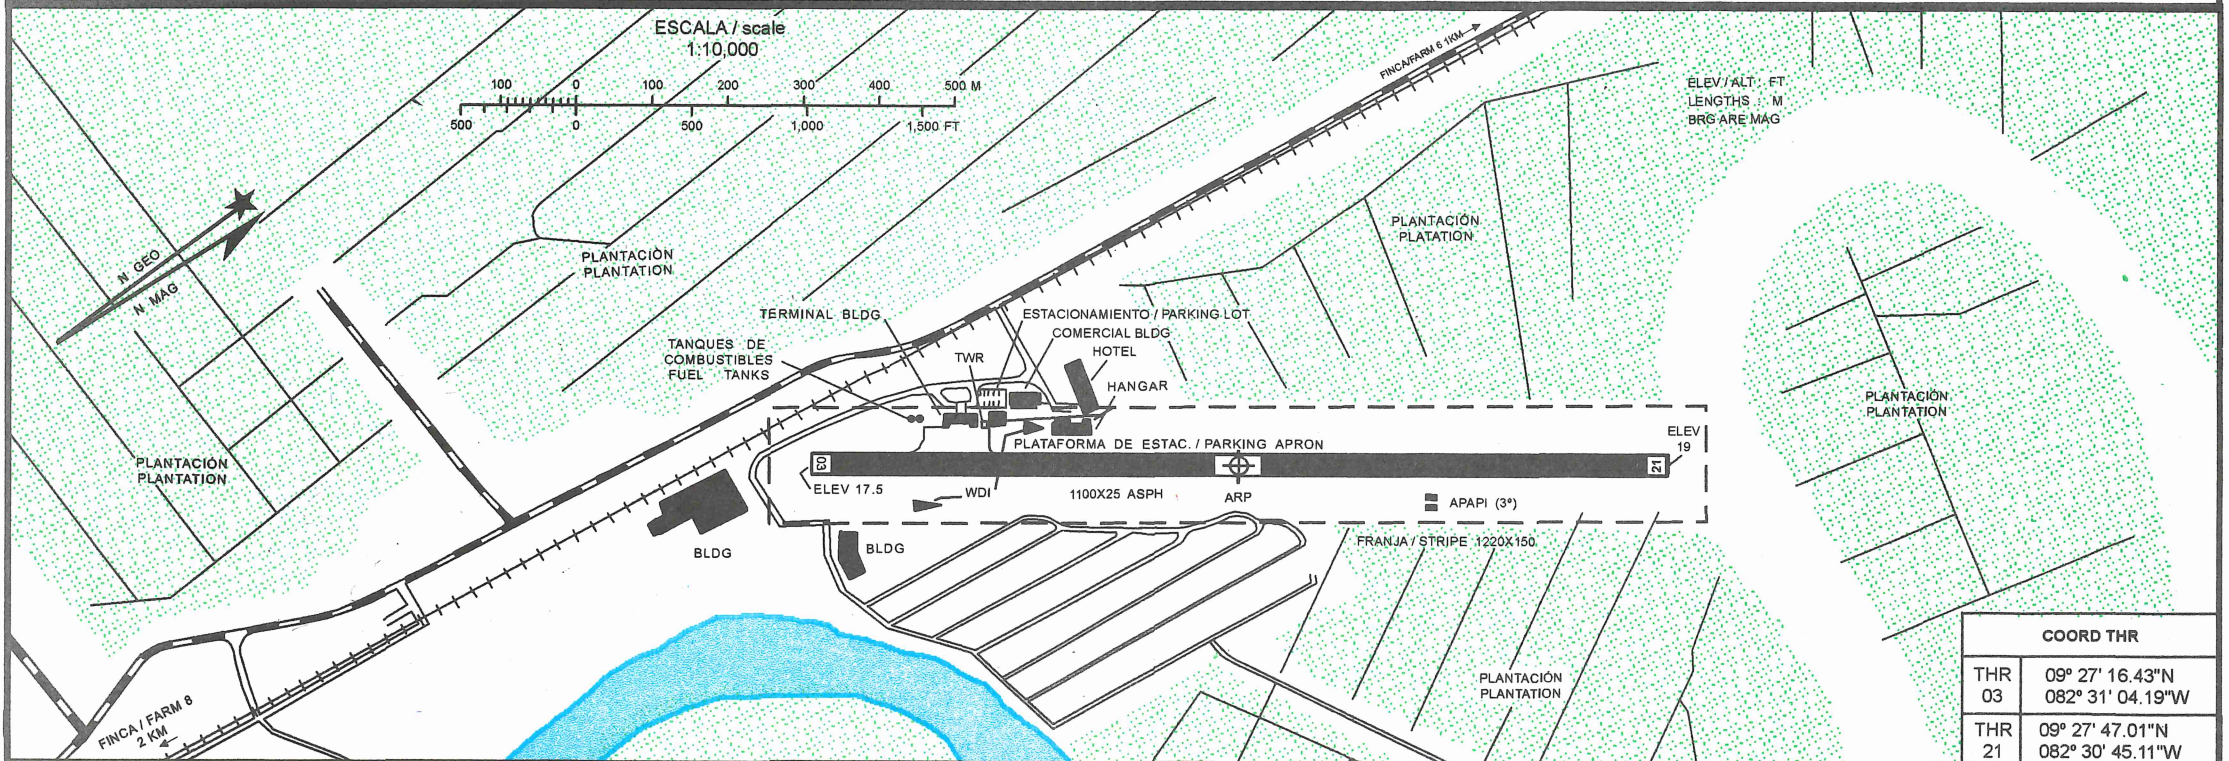 ESCALA / scale
1:10,000
100 0 100 200 300 400 500 M
500 0 500 1,000 1,500 FT
FINCA/FARM 6 1KM
ELEV / ALT : FT
LENGTHS : M
BRG ARE MAG
N GEO
N MAG
PLANTACIÓN
PLANTATION
PLANTACIÓN
PLATATION
TERMINAL BLDG
ESTACIONAMIENTO / PARKING LOT
COMERCIAL BLDG
HOTEL
HANGAR
TANQUES DE
COMBUSTIBLES
FUEL TANKS
TWR
PLANTACIÓN
PLANTATION
PLANTACIÓN
PLANTATION
PLATAFORMA DE ESTAC. / PARKING APRON
ELEV
19
03
21
ELEV 17.5
WDI
1100X25 ASPH
ARP
APAPI (3º)
BLDG
BLDG
FRANJA / STRIPE 1220X150
PLANTACIÓN
PLANTATION
FINCA / FARM 8
2 KM
COORD THR
THR
03
09º 27' 16.43"N
082º 31' 04.19"W
THR
21
09º 27' 47.01"N
082º 30' 45.11"W